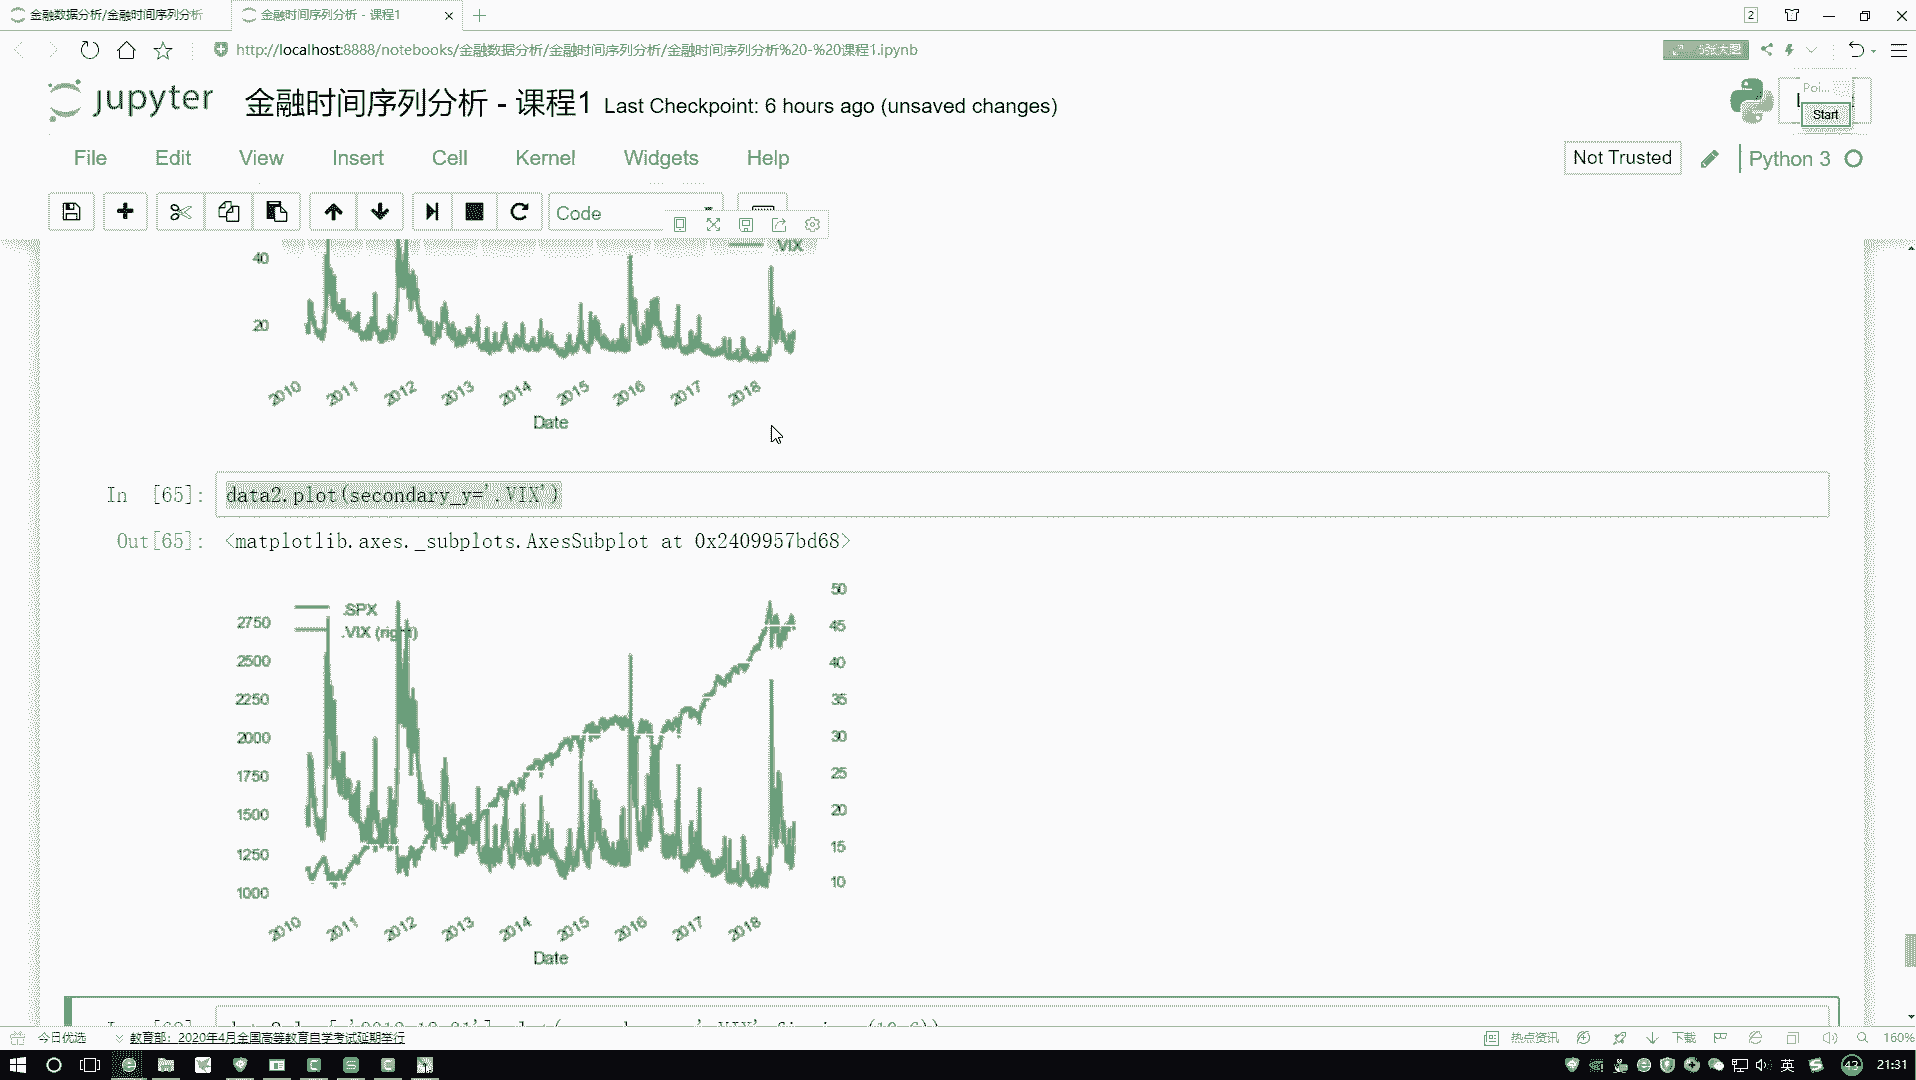 金融数据分析/金融时间序列分析
金融时间序列分析 - 课程1
2
http://localhost:8888/notebooks/金融数据分析/金融时间序列分析/金融时间序列分析%20-%20课程1.ipynb
5张大图
jupyter
金融时间序列分析 - 课程1 Last Checkpoint: 6 hours ago (unsaved changes)
Poi...
Start
File Edit View Insert Cell Kernel Widgets Help
Not Trusted
Python 3
Code
.VIX
40
20
2010 2011 2012 2013 2014 2015 2016 2017 2018
Date
In [65]: data2.plot(secondary_y='.VIX')
Out[65]: <matplotlib.axes._subplots.AxesSubplot at 0x2409957bd68>
.SPX
.VIX (right)
2750
2500
2250
2000
1750
1500
1250
1000
50
45
40
35
30
25
20
15
10
2010 2011 2012 2013 2014 2015 2016 2017 2018
Date
今日优选
教育部：2020年4月全国高等教育自学考试延期举行
热点资讯
下载
160%
英
43
21:31